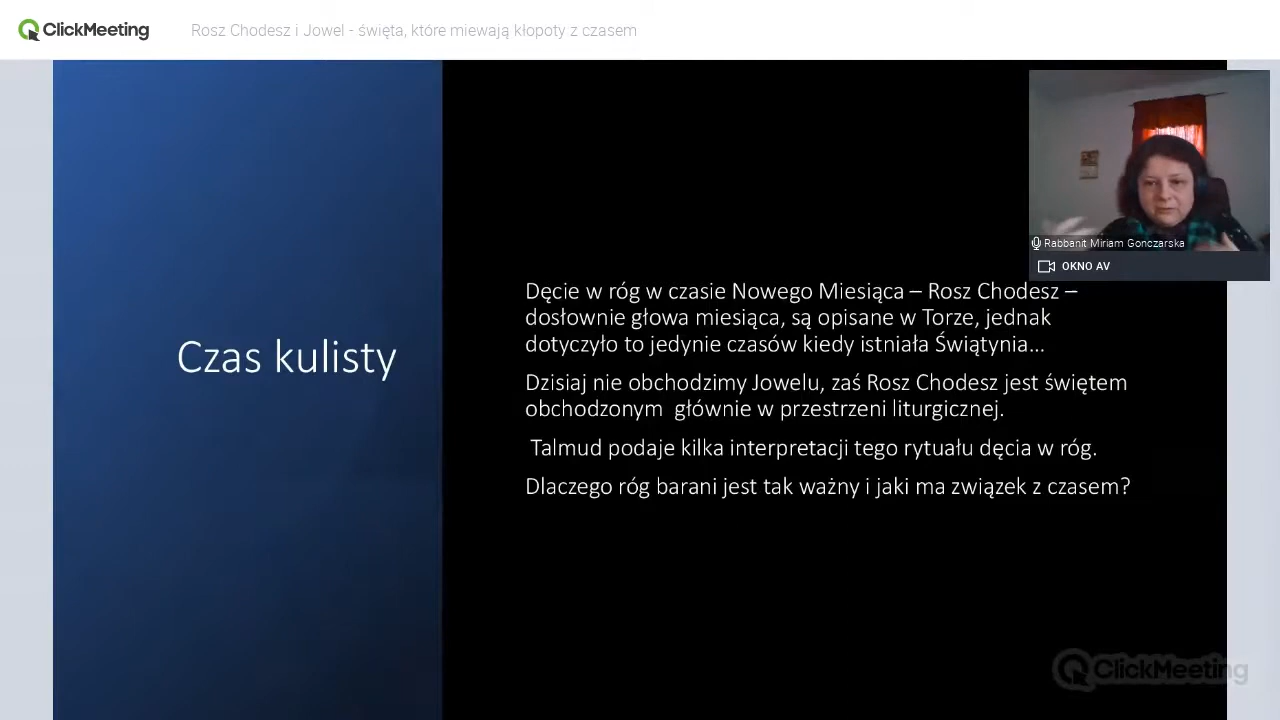 ClickMeeting
Rosz Chodesz i Jowel - święta, które miewają kłopoty z czasem
Rabbanit Miriam Gonczarska
OKNO AV
Czas kulisty
Dęcie w róg w czasie Nowego Miesiąca – Rosz Chodesz –
dosłownie głowa miesiąca, są opisane w Torze, jednak
dotyczyło to jedynie czasów kiedy istniała Świątynia...
Dzisiaj nie obchodzimy Jowelu, zaś Rosz Chodesz jest świętem
obchodzonym głównie w przestrzeni liturgicznej.
Talmud podaje kilka interpretacji tego rytuału dęcia w róg.
Dlaczego róg barani jest tak ważny i jaki ma związek z czasem?
ClickMeeting